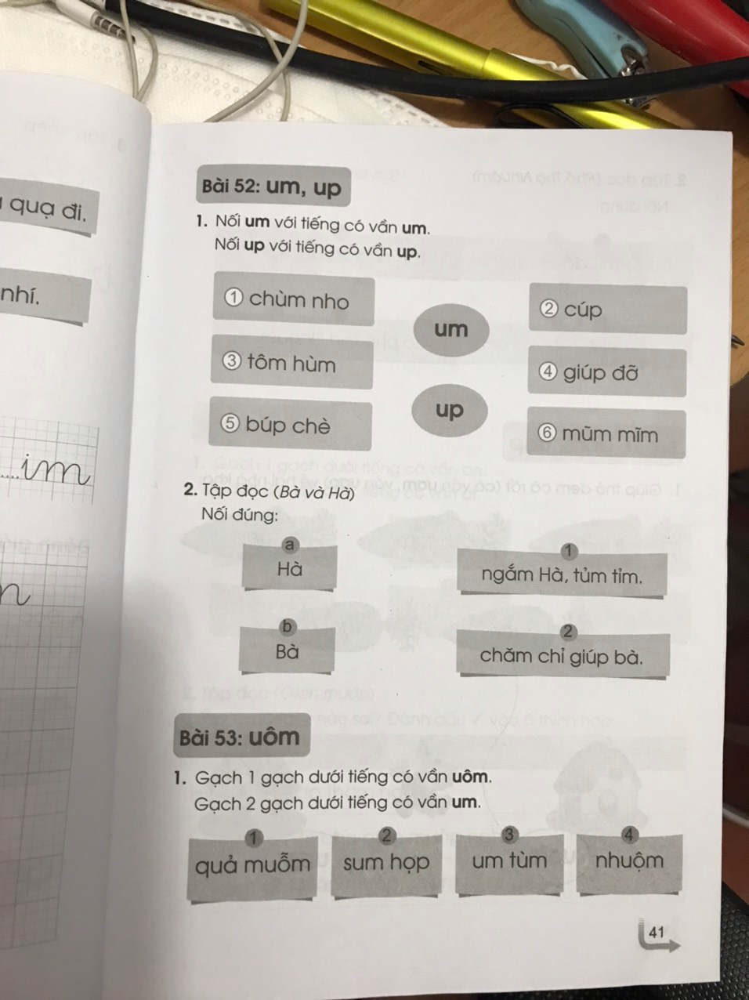 quạ đi.
nhí.
im
Bài 52: um, up
1. Nối um với tiếng có vần um.
Nối up với tiếng có vần up.
① chùm nho
um
② cúp
③ tôm hùm
④ giúp đỡ
up
⑤ búp chè
⑥ mũm mĩm
2. Tập đọc (Bà và Hà)
Nối đúng:
a
Hà
1
ngắm Hà, tủm tỉm.
b
Bà
2
chăm chỉ giúp bà.
Bài 53: uôm
1. Gạch 1 gạch dưới tiếng có vần uôm.
Gạch 2 gạch dưới tiếng có vần um.
1
quả muỗm
2
sum họp
3
um tùm
4
nhuộm
41